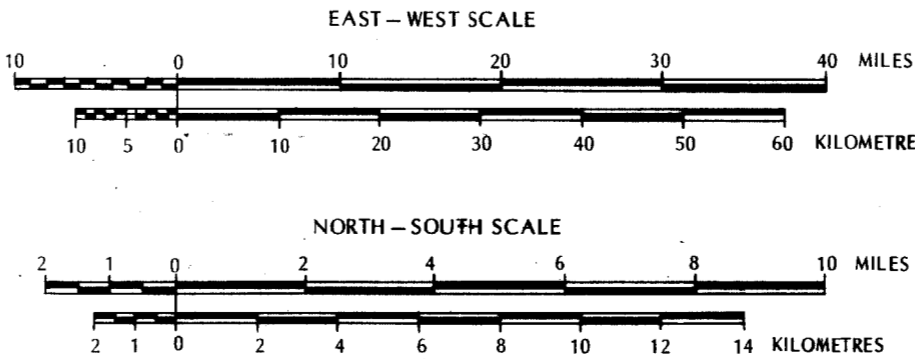 EAST – WEST SCALE
10 0 10 20 30 40 MILES
10 5 0 10 20 30 40 50 60 KILOMETRE
NORTH – SOUTH SCALE
2 1 0 2 4 6 8 10 MILES
2 1 0 2 4 6 8 10 12 14 KILOMETRES